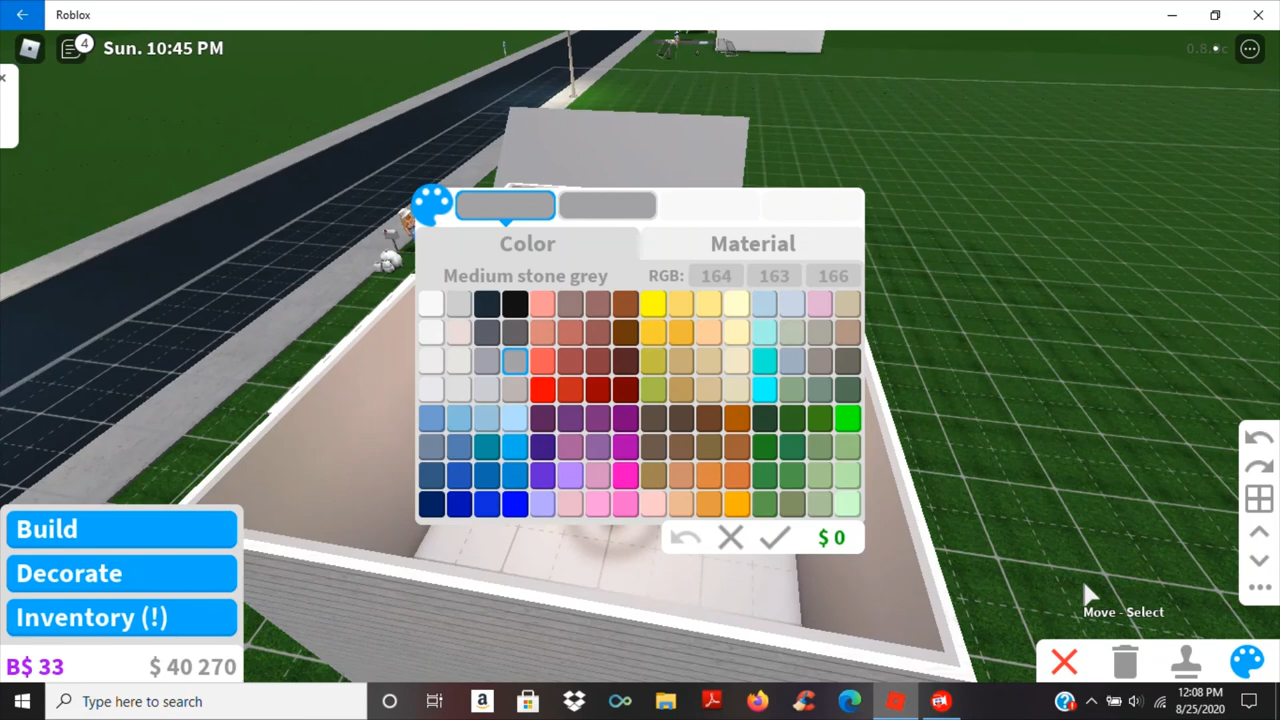 Roblox
4
Sun. 10:45 PM
Color
Material
Medium stone grey
RGB: 164 163 166
$ 0
Build
Decorate
Inventory (!)
B$ 33
$ 40 270
Move - Select
Type here to search
12:08 PM
8/25/2020